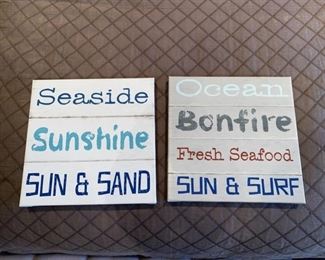 Seaside
Sunshine
SUN & SAND
Ocean
Bonfire
Fresh Seafood
SUN & SURF